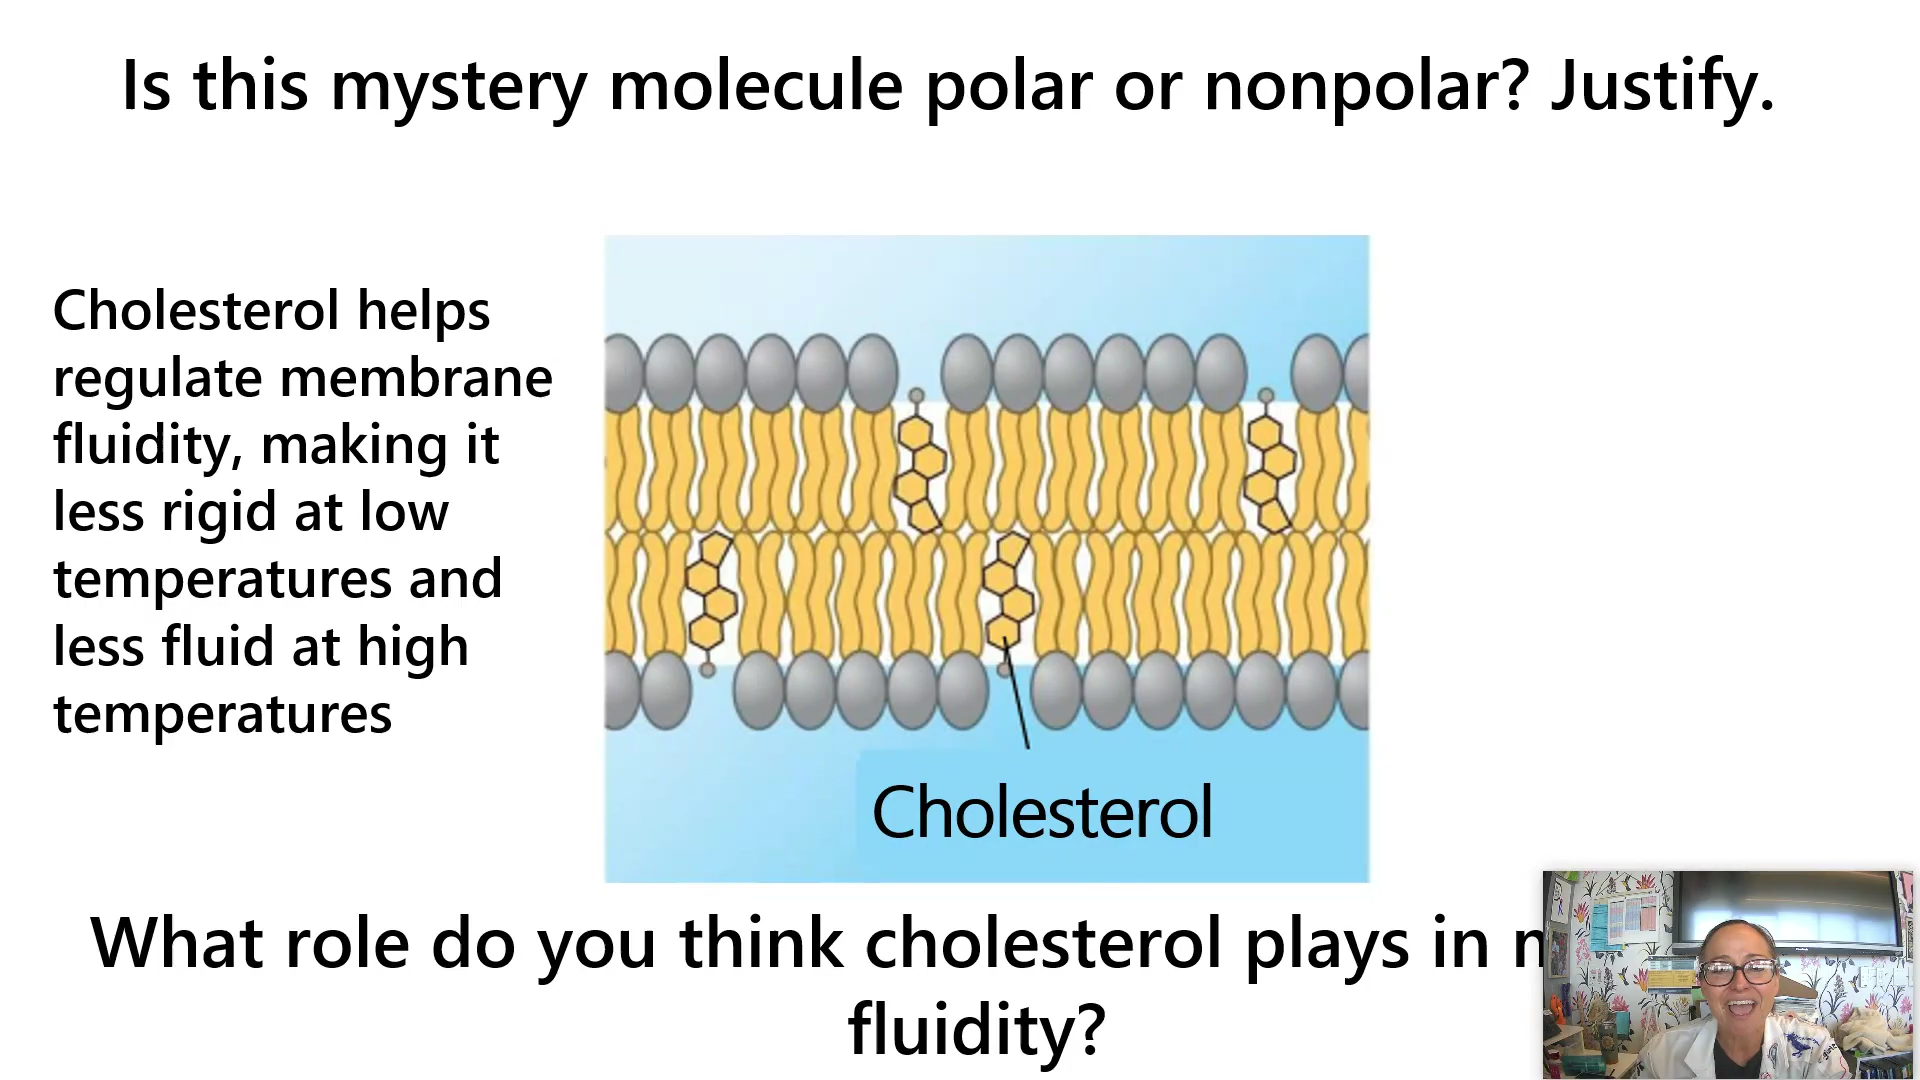 Is this mystery molecule polar or nonpolar? Justify.
Cholesterol helps
regulate membrane
fluidity, making it
less rigid at low
temperatures and
less fluid at high
temperatures
Cholesterol
What role do you think cholesterol plays in
fluidity?